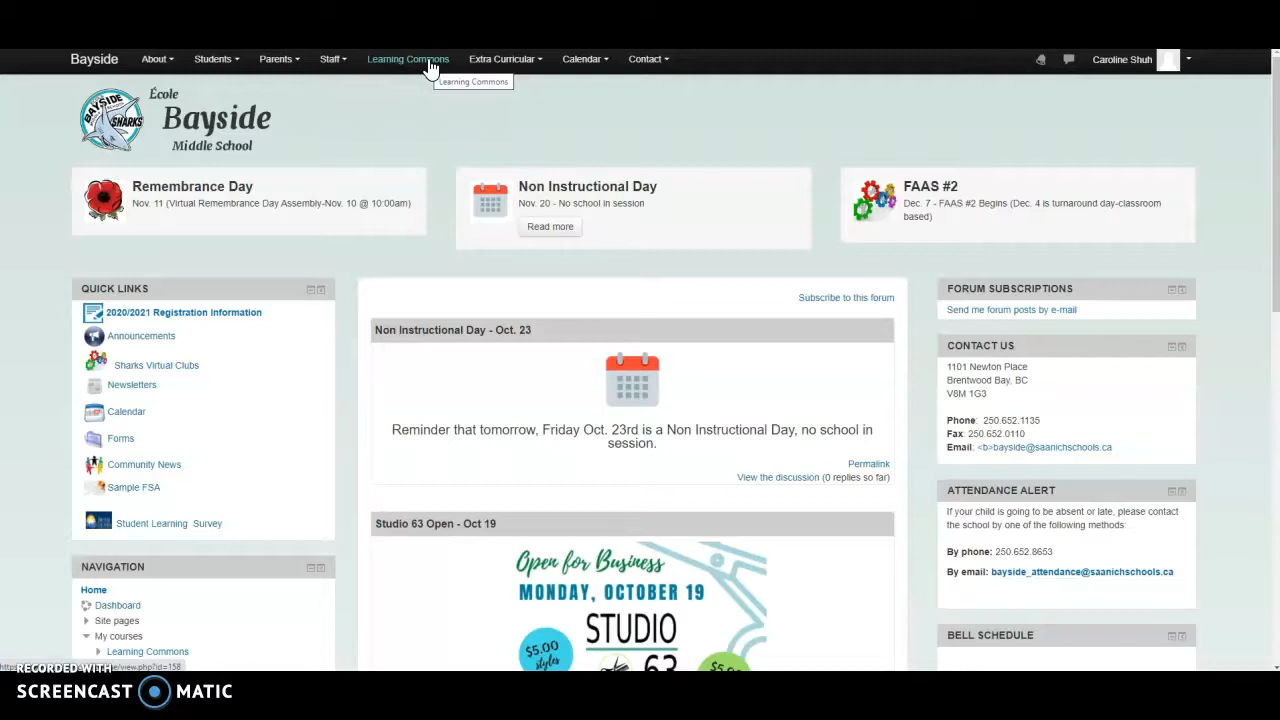 Bayside About Students Parents Staff Learning Commons Extra Curricular Calendar Contact Caroline Shuh
Learning Commons
BAYSIDE SHARKS
École
Bayside
Middle School
Remembrance Day
Nov. 11 (Virtual Remembrance Day Assembly-Nov. 10 @ 10:00am)
Non Instructional Day
Nov. 20 - No school in session
Read more
FAAS #2
Dec. 7 - FAAS #2 Begins (Dec. 4 is turnaround day-classroom
based)
QUICK LINKS
2020/2021 Registration Information
Announcements
Sharks Virtual Clubs
Newsletters
Calendar
Forms
Community News
Sample FSA
Student Learning Survey
NAVIGATION
Home
Dashboard
Site pages
My courses
Learning Commons
Subscribe to this forum
Non Instructional Day - Oct. 23
Reminder that tomorrow, Friday Oct. 23rd is a Non Instructional Day, no school in
session.
Permalink
View the discussion (0 replies so far)
Studio 63 Open - Oct 19
Open for Business
MONDAY, OCTOBER 19
STUDIO
63
$5.00
styles
FORUM SUBSCRIPTIONS
Send me forum posts by e-mail
CONTACT US
1101 Newton Place
Brentwood Bay, BC
V8M 1G3
Phone: 250.652.1135
Fax: 250.652.0110
Email: <b>bayside@saanichschools.ca
ATTENDANCE ALERT
If your child is going to be absent or late, please contact
the school by one of the following methods:
By phone: 250.652.8653
By email: bayside_attendance@saanichschools.ca
BELL SCHEDULE
e/view.php?id=158
RECORDED WITH
SCREENCAST MATIC